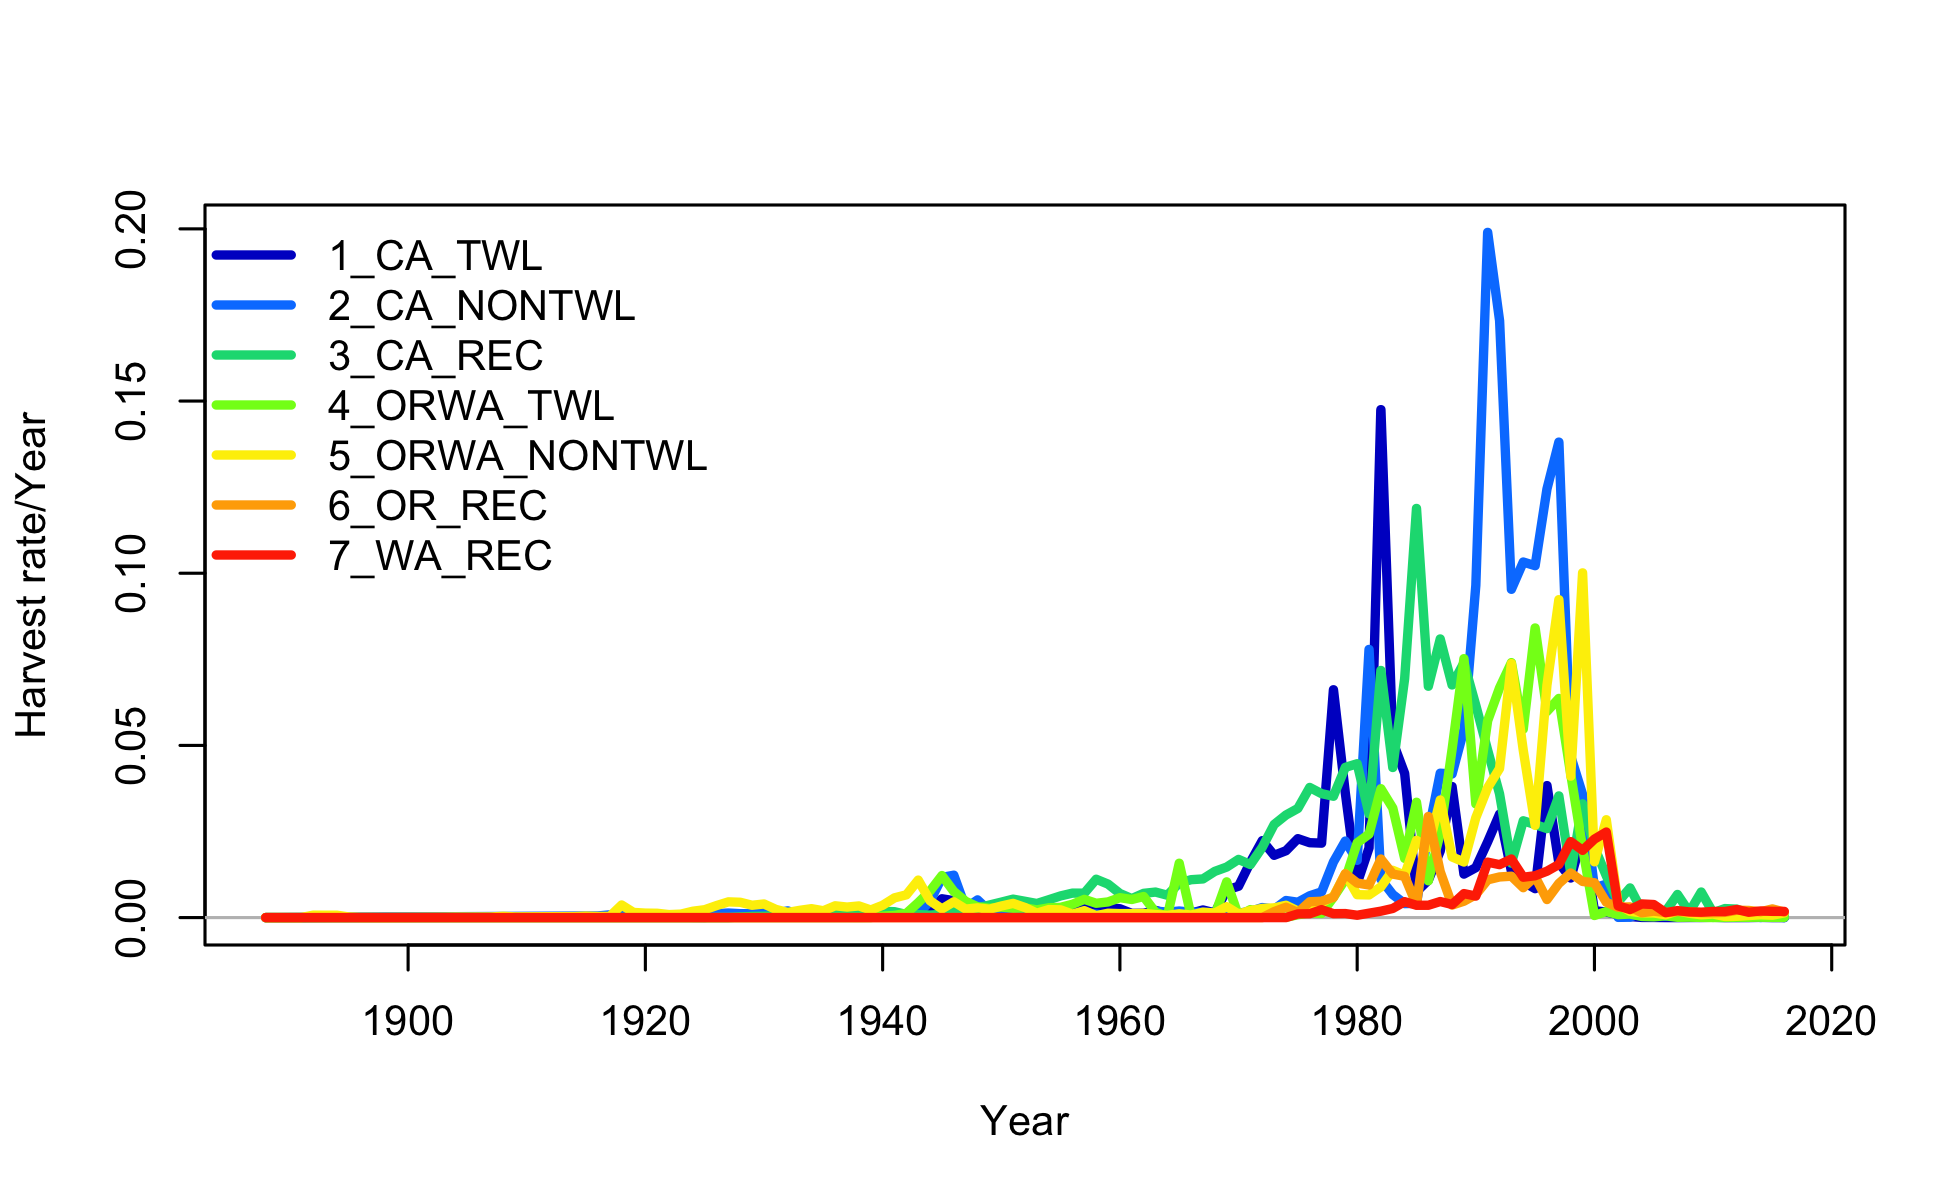 1_CA_TWL
2_CA_NONTWL
3_CA_REC
4_ORWA_TWL
5_ORWA_NONTWL
6_OR_REC
7_WA_REC
Harvest rate/Year
0.20
0.15
0.10
0.05
0.00
1900 1920 1940 1960 1980 2000 2020
Year